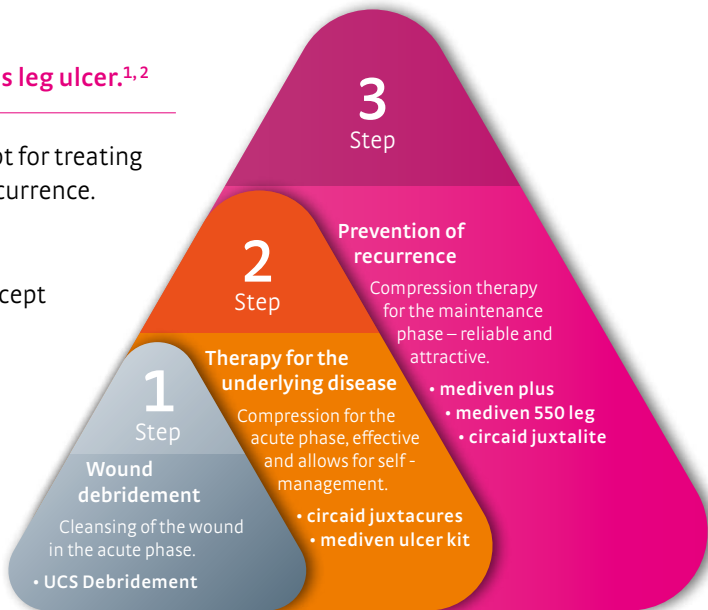 s leg ulcer.1, 2
pt for treating
currence.
cept
3
Step
Prevention of
recurrence
Compression therapy
for the maintenance
phase – reliable and
attractive.
• mediven plus
• mediven 550 leg
• circaid juxtalite
2
Step
Therapy for the
underlying disease
Compression for the
acute phase, effective
and allows for self -
management.
• circaid juxtacures
• mediven ulcer kit
1
Step
Wound
debridement
Cleansing of the wound
in the acute phase.
• UCS Debridement